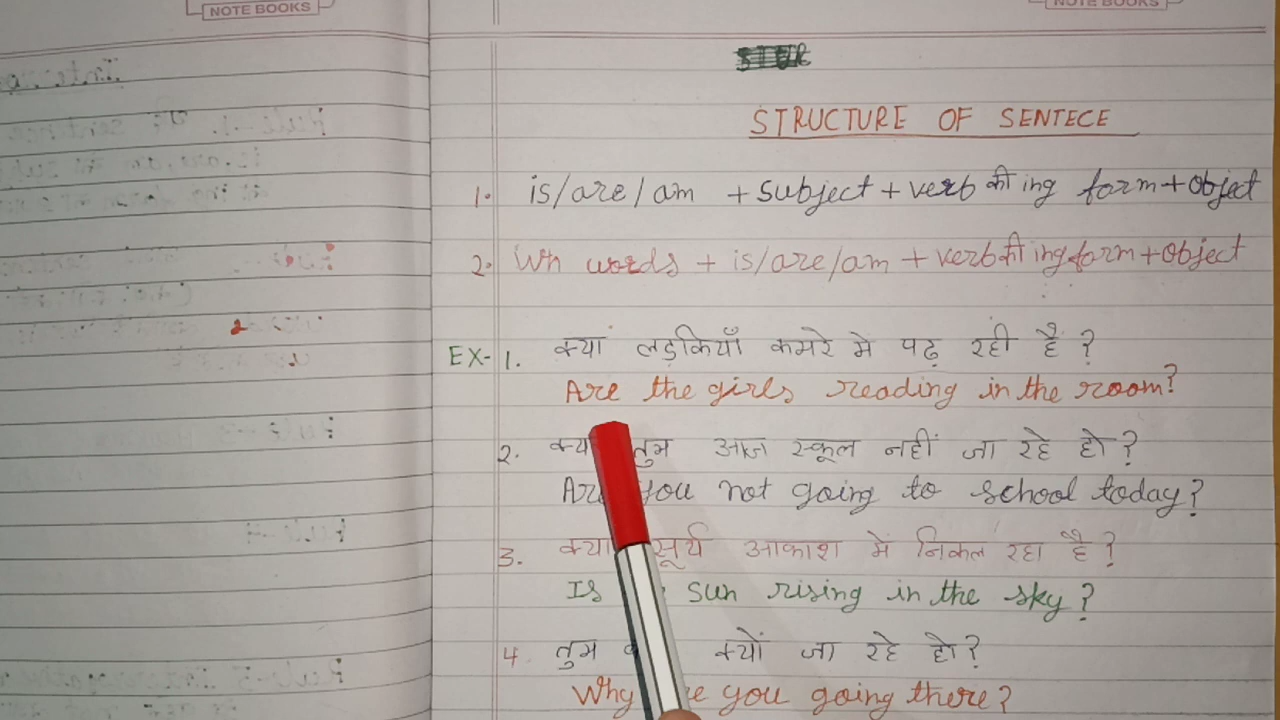 NOTE BOOKS
NOTE BOOKS
STRUCTURE OF SENTECE
1. is/are/am + subject + verb की ing form + object
2. Wh words + is/are/am + verb की ing form + object
EX- 1. क्या लड़कियाँ कमरे में पढ़ रही हैं ?
Are the girls reading in the room?
2. क्या तुम आज स्कूल नहीं जा रहे हो ?
Are you not going to school today?
3. क्या सूर्य आकाश में निकल रहा है ?
Is sun rising in the sky ?
4 तुम क्यों जा रहे हो ?
Why you going there ?